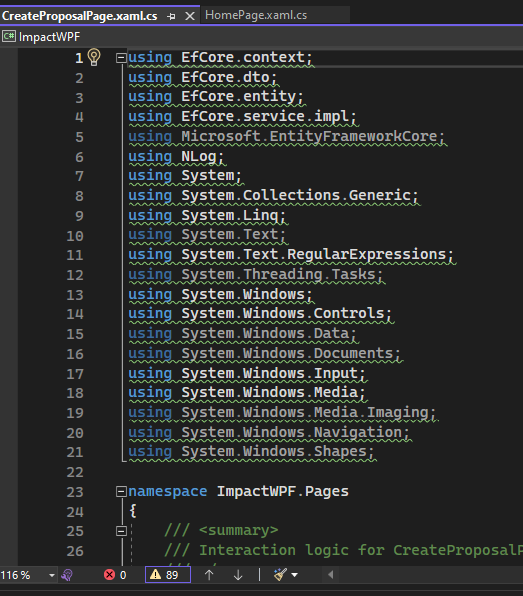 CreateProposalPage.xaml.cs HomePage.xaml.cs
C# ImpactWPF
1 using EfCore.context;
2 using EfCore.dto;
3 using EfCore.entity;
4 using EfCore.service.impl;
5 using Microsoft.EntityFrameworkCore;
6 using NLog;
7 using System;
8 using System.Collections.Generic;
9 using System.Linq;
10 using System.Text;
11 using System.Text.RegularExpressions;
12 using System.Threading.Tasks;
13 using System.Windows;
14 using System.Windows.Controls;
15 using System.Windows.Data;
16 using System.Windows.Documents;
17 using System.Windows.Input;
18 using System.Windows.Media;
19 using System.Windows.Media.Imaging;
20 using System.Windows.Navigation;
21 using System.Windows.Shapes;
22
23 namespace ImpactWPF.Pages
24 {
25 /// <summary>
26 /// Interaction logic for CreateProposalP
116 % 0 89